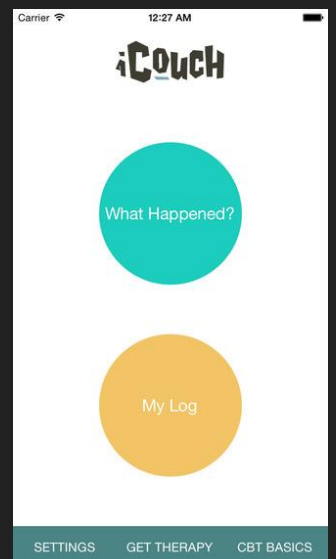 Carrier 12:27 AM
iCouch
What Happened?
My Log
SETTINGS GET THERAPY CBT BASICS